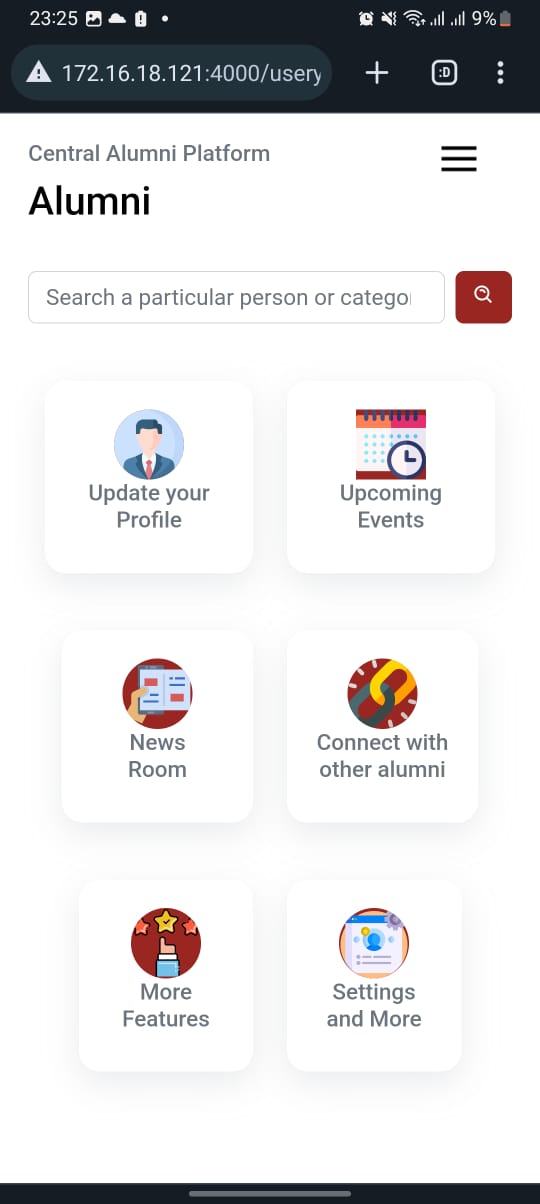 23:25 9%
172.16.18.121:4000/usery
:D
Central Alumni Platform
Alumni
Search a particular person or catego
Update your
Profile
Upcoming
Events
News
Room
Connect with
other alumni
More
Features
Settings
and More